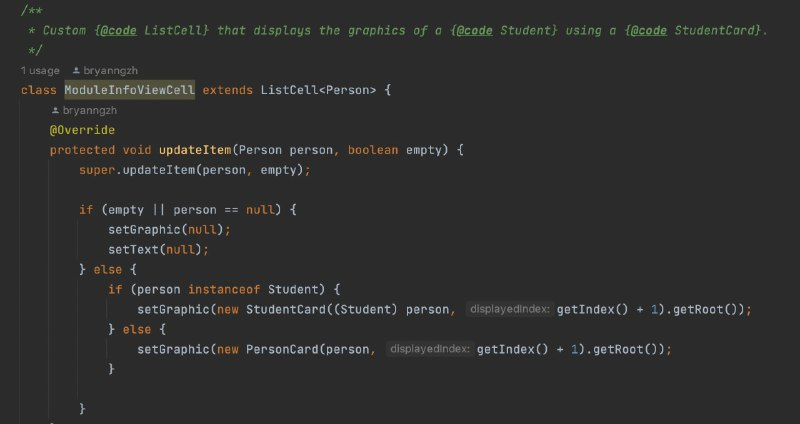 /**
* Custom {@code ListCell} that displays the graphics of a {@code Student} using a {@code StudentCard}.
*/
1 usage bryanngzh
class ModuleInfoViewCell extends ListCell<Person> {
bryanngzh
@Override
protected void updateItem(Person person, boolean empty) {
super.updateItem(person, empty);
if (empty || person == null) {
setGraphic(null);
setText(null);
} else {
if (person instanceof Student) {
setGraphic(new StudentCard((Student) person, displayedIndex: getIndex() + 1).getRoot());
} else {
setGraphic(new PersonCard(person, displayedIndex: getIndex() + 1).getRoot());
}
}